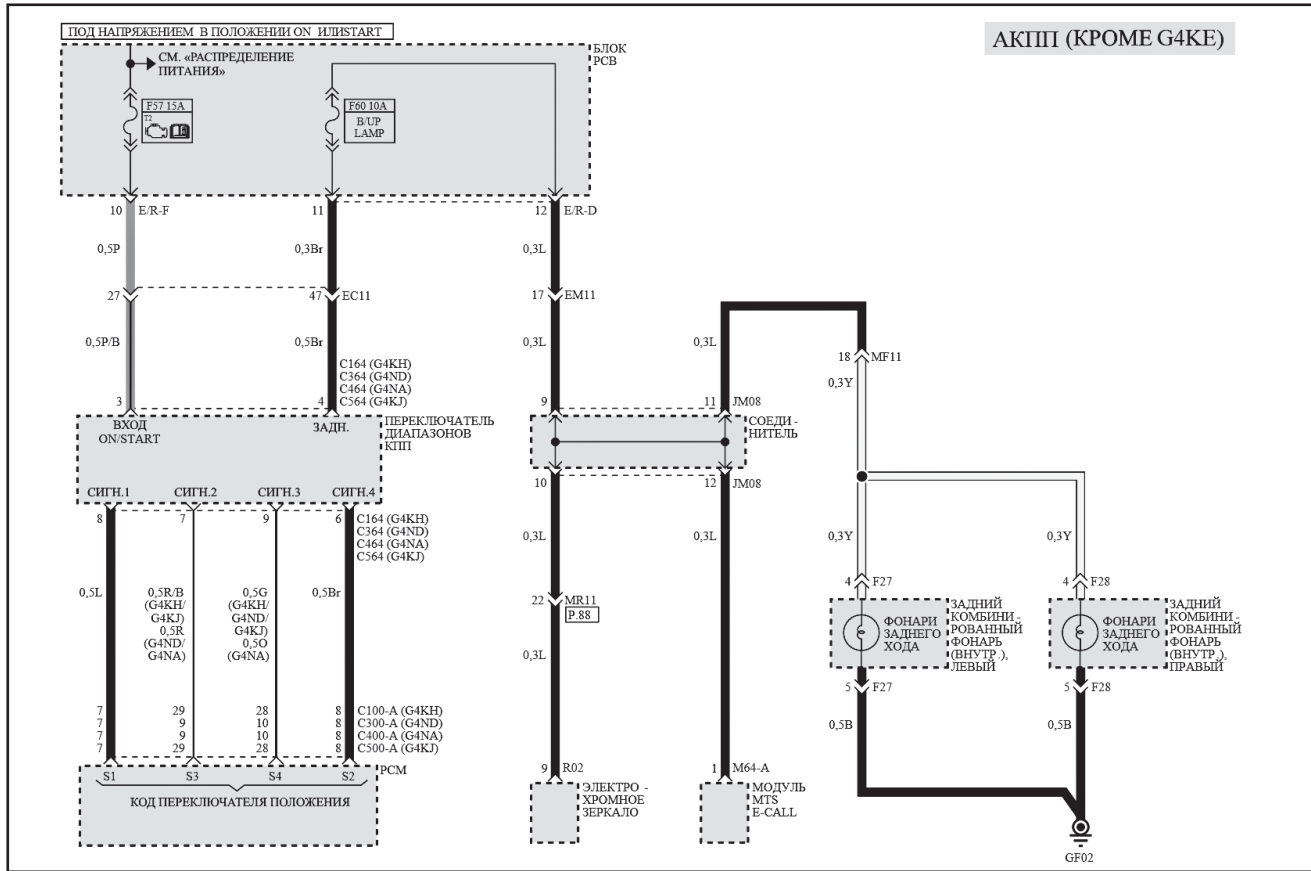 ПОД НАПРЯЖЕНИЕМ В ПОЛОЖЕНИИ ON ИЛИSTART
АКПП (КРОМЕ G4KE)
БЛОК
PCB
СМ. «РАСПРЕДЕЛЕНИЕ
ПИТАНИЯ»
F57 15A
T2
F60 10A
B/UP
LAMP
10 E/R-F
11
12 E/R-D
0,5P
0,3Br
0,3L
27
47 EC11
17 EM11
0,5P/B
0,5Br
0,3L
0,3L
18 MF11
0,3Y
C164 (G4KH)
C364 (G4ND)
C464 (G4NA)
C564 (G4KJ)
3
4
9
11 JM08
ВХОД
ON/START
ЗАДН.
ПЕРЕКЛЮЧАТЕЛЬ
ДИАПАЗОНОВ
КПП
СОЕДИ-
НИТЕЛЬ
СИГН.1
СИГН.2
СИГН.3
СИГН.4
10
12 JM08
8
7
9
6
C164 (G4KH)
C364 (G4ND)
C464 (G4NA)
C564 (G4KJ)
0,3L
0,3L
0,3Y
0,3Y
0,5L
0,5R/B
(G4KH/
G4KJ)
0,5R
(G4ND/
G4NA)
0,5G
(G4KH/
G4ND/
G4KJ)
0,5O
(G4NA)
0,5Br
22 MR11
P.88
0,3L
4 F27
4 F28
ФОНАРИ
ЗАДНЕГО
ХОДА
ЗАДНИЙ
КОМБИНИ-
РОВАННЫЙ
ФОНАРЬ
(ВНУТР.),
ЛЕВЫЙ
ФОНАРИ
ЗАДНЕГО
ХОДА
ЗАДНИЙ
КОМБИНИ-
РОВАННЫЙ
ФОНАРЬ
(ВНУТР.),
ПРАВЫЙ
5 F27
5 F28
0,5B
0,5B
7 29 28 8 C100-A (G4KH)
7 9 10 8 C300-A (G4ND)
7 9 10 8 C400-A (G4NA)
7 29 28 8 C500-A (G4KJ)
S1 S3 S4 S2
PCM
КОД ПЕРЕКЛЮЧАТЕЛЯ ПОЛОЖЕНИЯ
9 R02
1 M64-A
ЭЛЕКТРО-
ХРОМНОЕ
ЗЕРКАЛО
МОДУЛЬ
MTS
E-CALL
GF02